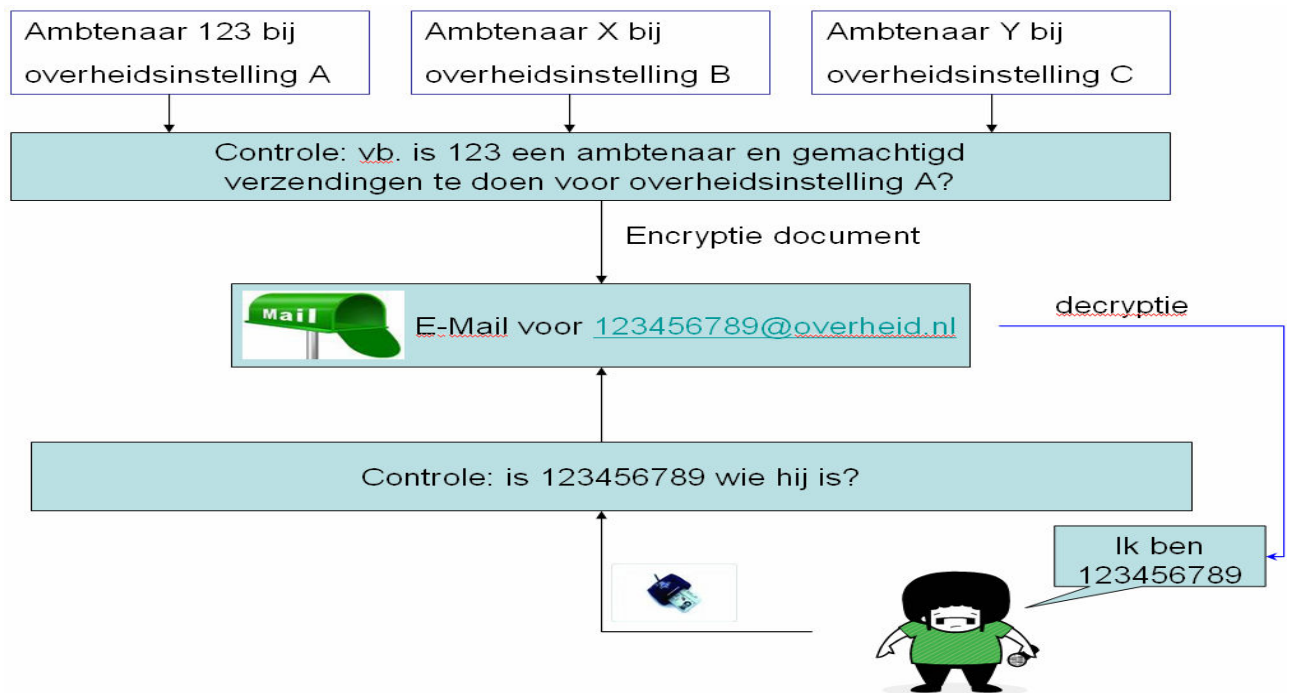 Ambtenaar 123 bij
overheidsinstelling A
Ambtenaar X bij
overheidsinstelling B
Ambtenaar Y bij
overheidsinstelling C
Controle: vb. is 123 een ambtenaar en gemachtigd
verzendingen te doen voor overheidsinstelling A?
Encryptie document
Mail
E-Mail voor 123456789@overheid.nl
decryptie
Controle: is 123456789 wie hij is?
Ik ben
123456789